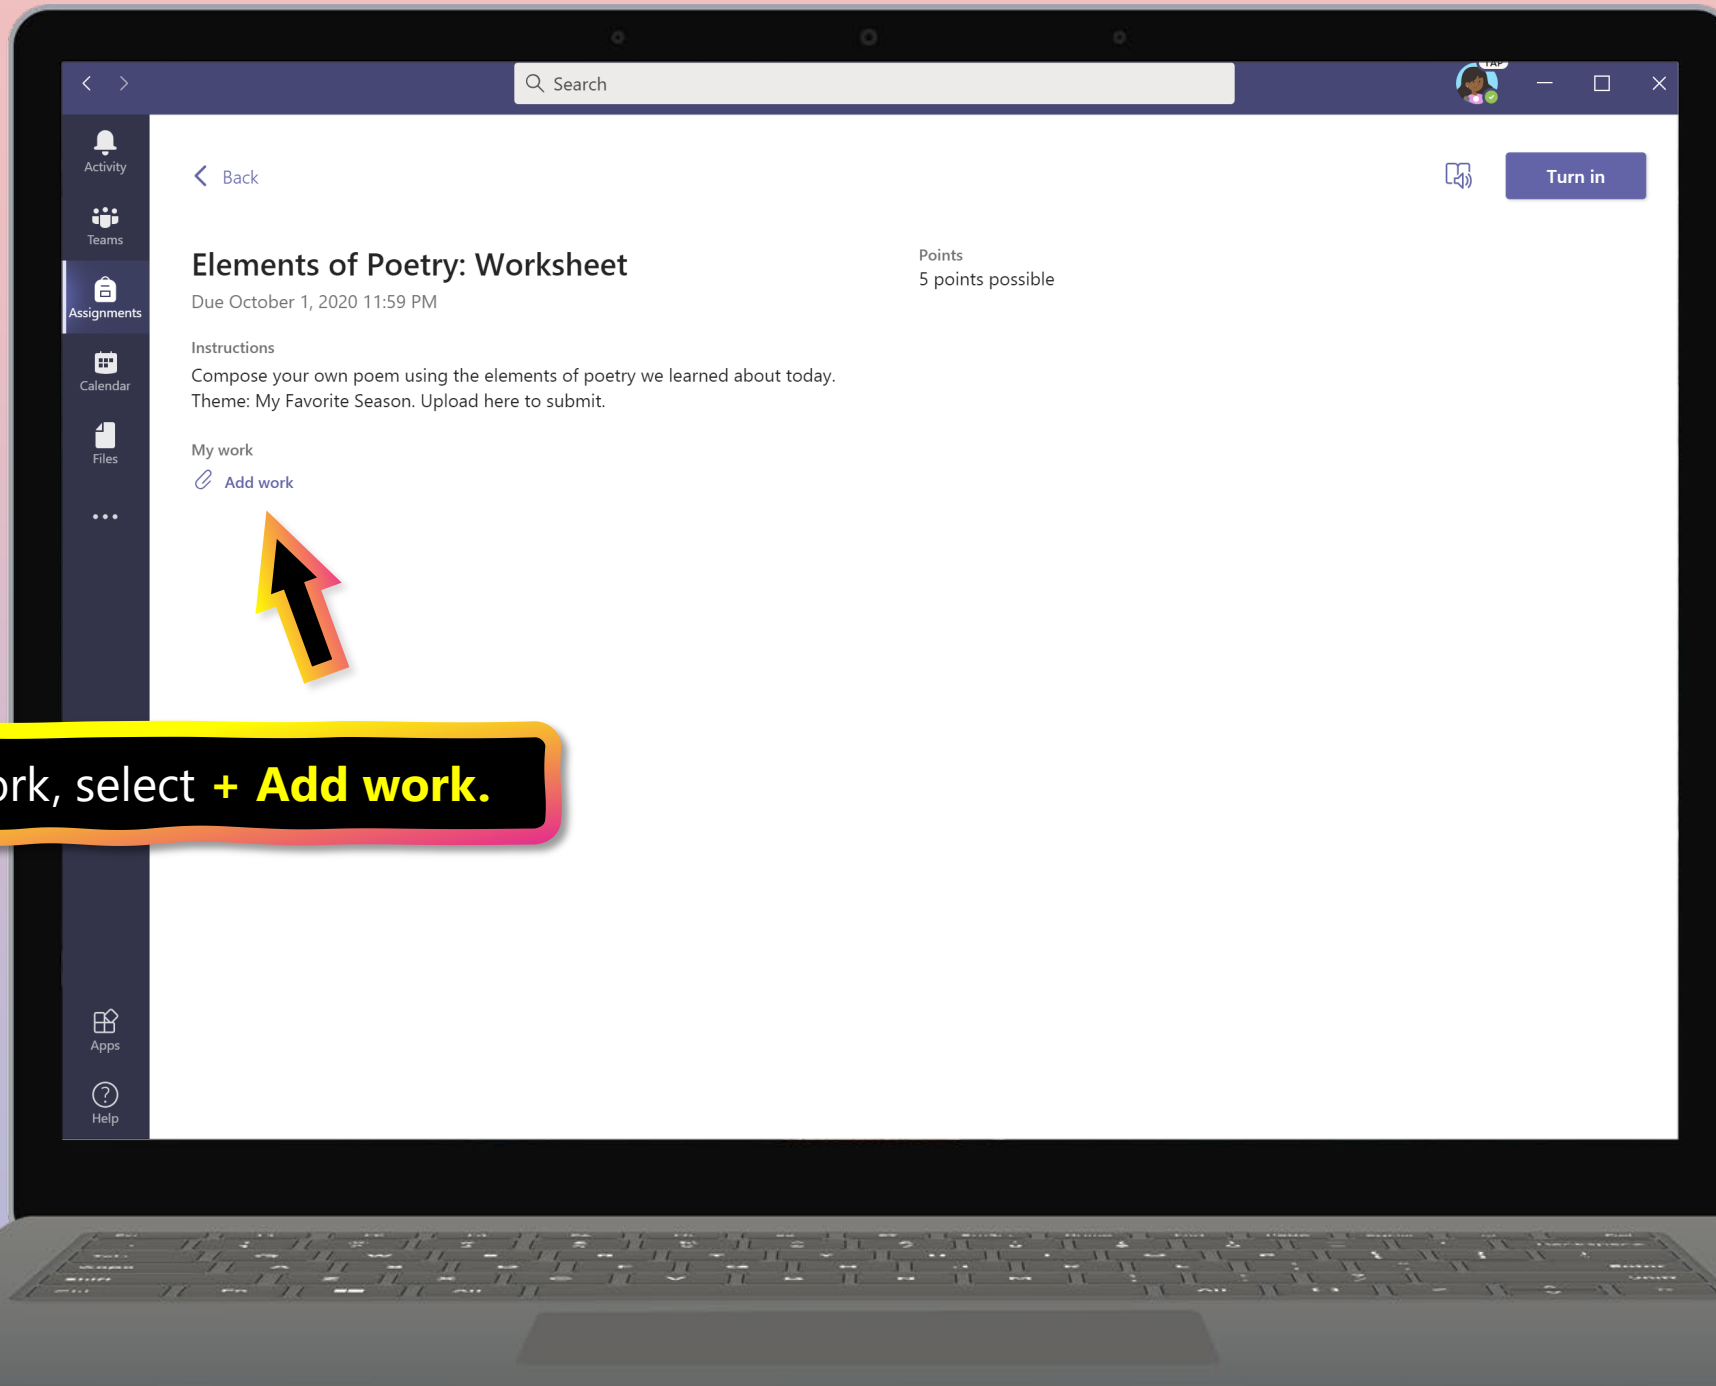 Search
TAP
Activity
Teams
Assignments
Calendar
Files
Apps
Help
Back
Turn in
Elements of Poetry: Worksheet
Due October 1, 2020 11:59 PM
Points
5 points possible
Instructions
Compose your own poem using the elements of poetry we learned about today.
Theme: My Favorite Season. Upload here to submit.
My work
Add work
select + Add work.